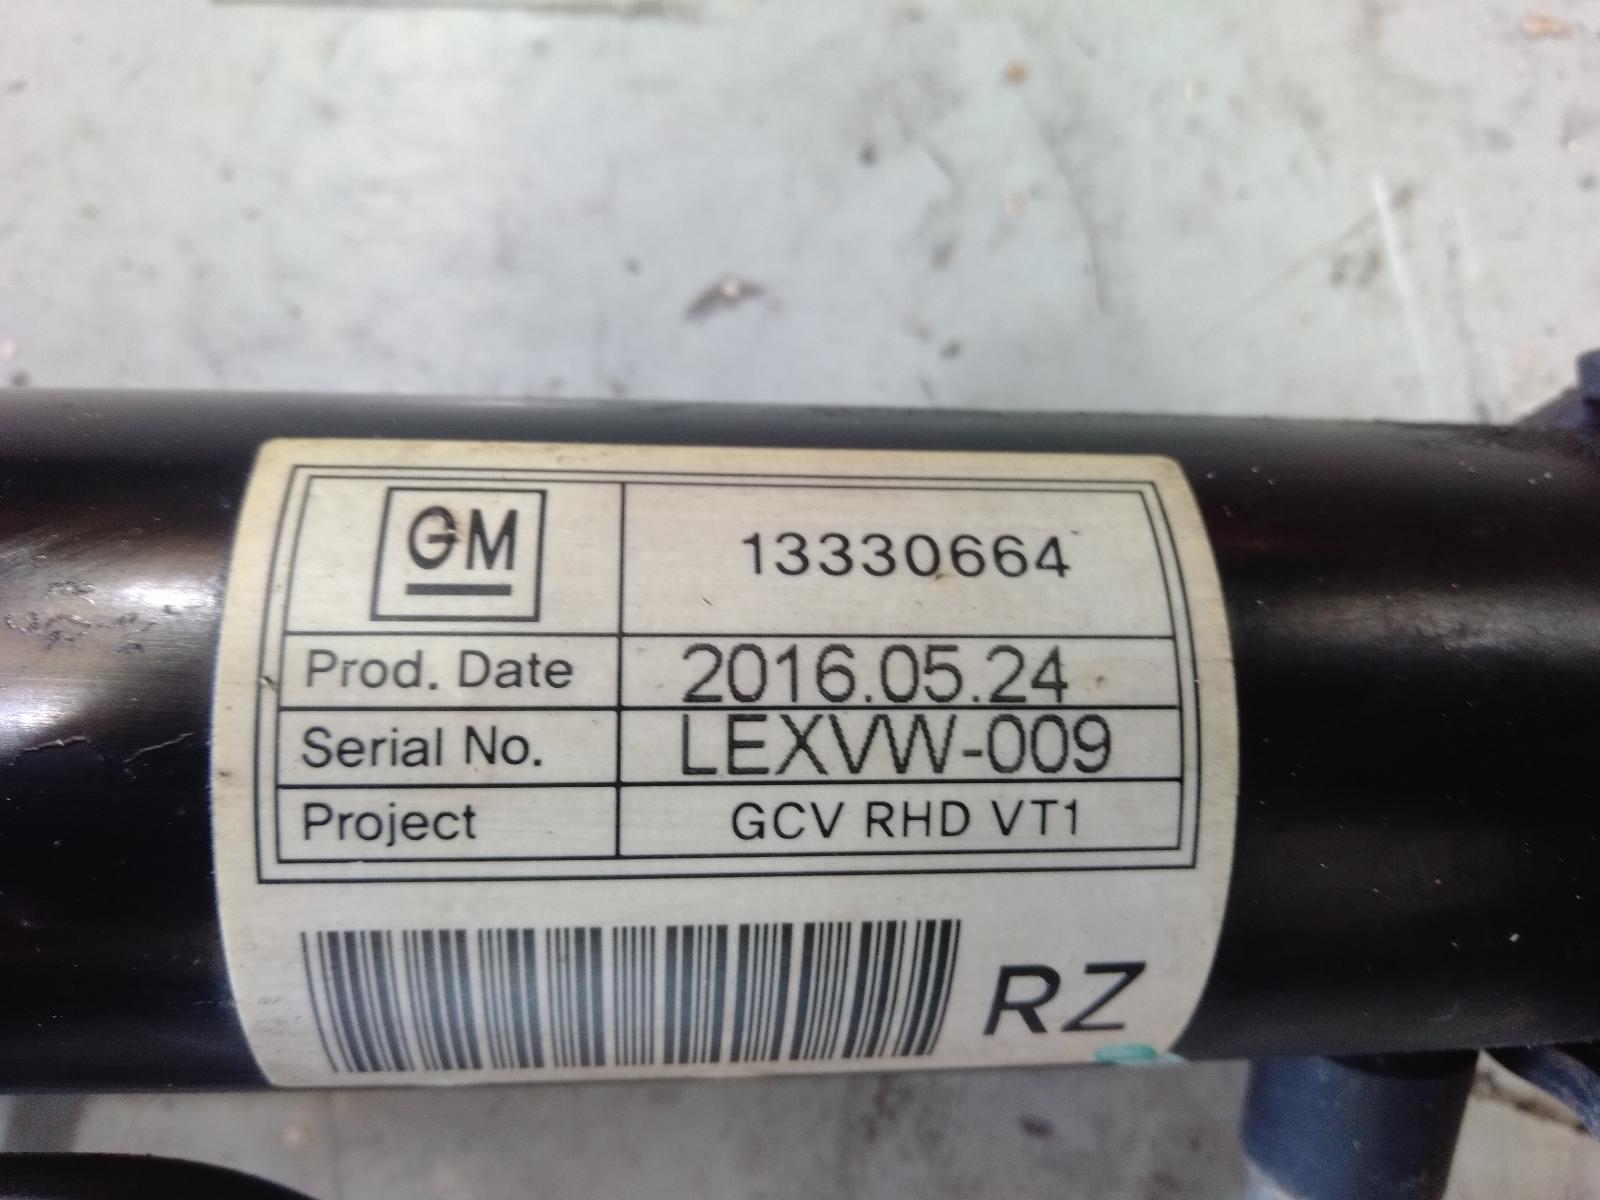 GM 13330664
Prod. Date 2016.05.24
Serial No. LEXVW-009
Project GCV RHD VT1
RZ